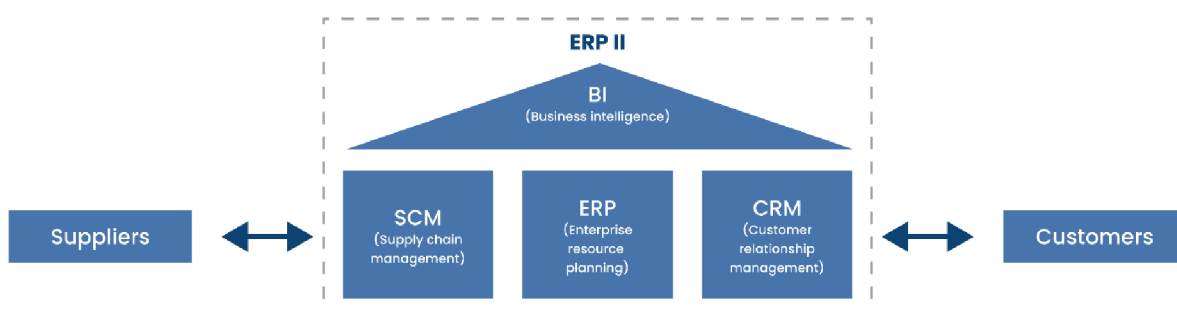 ERP II
BI
(Business intelligence)
Suppliers
SCM
(Supply chain
management)
ERP
(Enterprise
resource
planning)
CRM
(Customer
relationship
management)
Customers